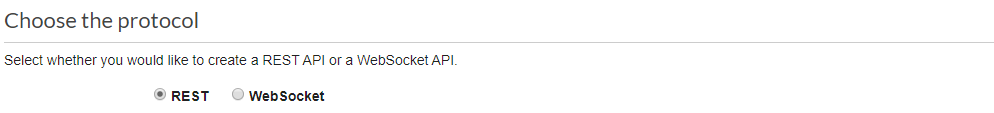 Choose the protocol
Select whether you would like to create a REST API or a WebSocket API.
REST WebSocket